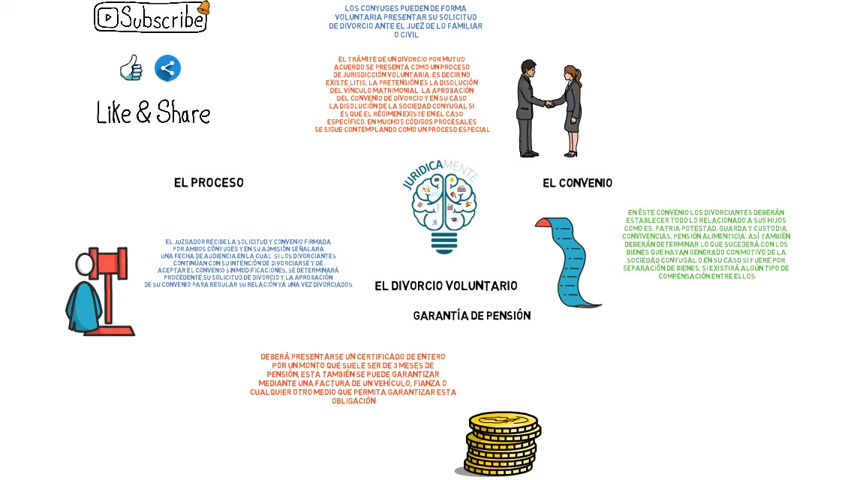 Subscribe
Like & Share
LOS CONYUGES PUEDEN DE FORMA
VOLUNTARIA PRESENTAR SU SOLICITUD
DE DIVORCIO ANTE EL JUEZ DE LO FAMILIAR
O CIVIL
EL TRÁMITE DE UN DIVORCIO POR MUTUO
ACUERDO SE PRESENTA COMO UN PROCESO
DE JURISDICCIÓN VOLUNTARIA, ES DECIR NO
EXISTE LITIS, LA PRETENSIÓN ES LA DISOLUCIÓN
DEL VÍNCULO MATRIMONIAL, LA APROBACIÓN
DEL CONVENIO DE DIVORCIO Y EN SU CASO
LA DISOLUCIÓN DE LA SOCIEDAD CONYUGAL SI
ES QUE EL RÉGIMEN EXISTE EN EL CASO
ESPECÍFICO, EN MUCHOS CÓDIGOS PROCESALES
SE SIGUE CONTEMPLANDO COMO UN PROCESO ESPECIAL
JURIDICAMENTE
EL PROCESO
EL CONVENIO
EL JUZGADOR RECIBE LA SOLICITUD Y CONVENIO FIRMADA
POR AMBOS CÓNYUGES Y EN SU ADMISIÓN SEÑALARA
UNA FECHA DE AUDIENCIA EN LA CUAL SI LOS DIVORCIANTES
CONTINÚAN CON SU INTENCIÓN DE DIVORCIARSE Y DE
ACEPTAR EL CONVENIO SIN MODIFICACIONES, SE DETERMINARÁ
PROCEDENTE SU SOLICITUD DE DIVORCIO Y LA APROBACIÓN
DE SU CONVENIO PARA REGULAR SU RELACIÓN YA UNA VEZ DIVORCIADOS.
EN ÉSTE CONVENIO LOS DIVORCIANTES DEBERÁN
ESTABLECER TODO LO RELACIONADO A SUS HIJOS
COMO ES, PATRIA POTESTAD, GUARDA Y CUSTODIA,
CONVIVENCIAS, PENSIÓN ALIMENTICIA, ASÍ TAMBIÉN
DEBERÁN DETERMINAR LO QUE SUCEDERÁ CON LOS
BIENES QUE HAYAN GENERADO CON MOTIVO DE LA
SOCIEDAD CONYUGAL O EN SU CASO SI FUERE POR
SEPARACIÓN DE BIENES, SI EXISTIRÁ ALGÚN TIPO DE
COMPENSACIÓN ENTRE ELLOS
EL DIVORCIO VOLUNTARIO
GARANTÍA DE PENSIÓN
DEBERÁ PRESENTARSE UN CERTIFICADO DE ENTERO
POR UN MONTO QUE SUELE SER DE 3 MESES DE
PENSIÓN, ESTA TAMBIÉN SE PUEDE GARANTIZAR
MEDIANTE UNA FACTURA DE UN VEHÍCULO, FIANZA O
CUALQUIER OTRO MEDIO QUE PERMITA GARANTIZAR ESTA
OBLIGACIÓN